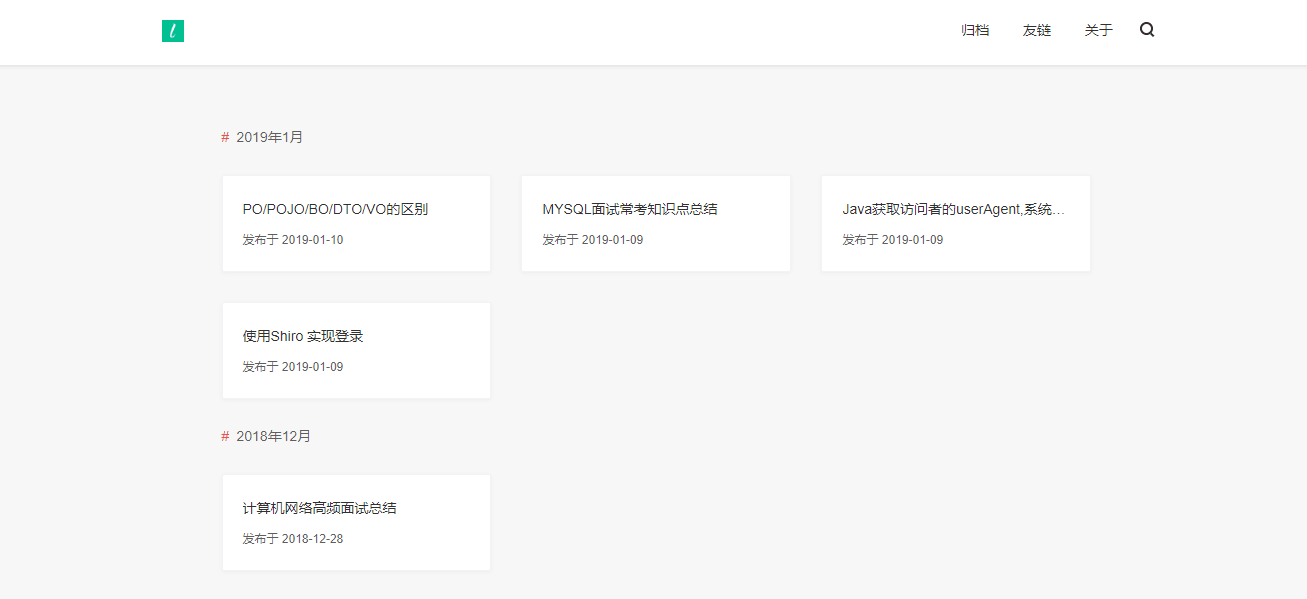 l
归档 友链 关于
# 2019年1月
PO/POJO/BO/DTO/VO的区别
发布于 2019-01-10
MYSQL面试常考知识点总结
发布于 2019-01-09
Java获取访问者的userAgent,系统…
发布于 2019-01-09
使用Shiro 实现登录
发布于 2019-01-09
# 2018年12月
计算机网络高频面试总结
发布于 2018-12-28